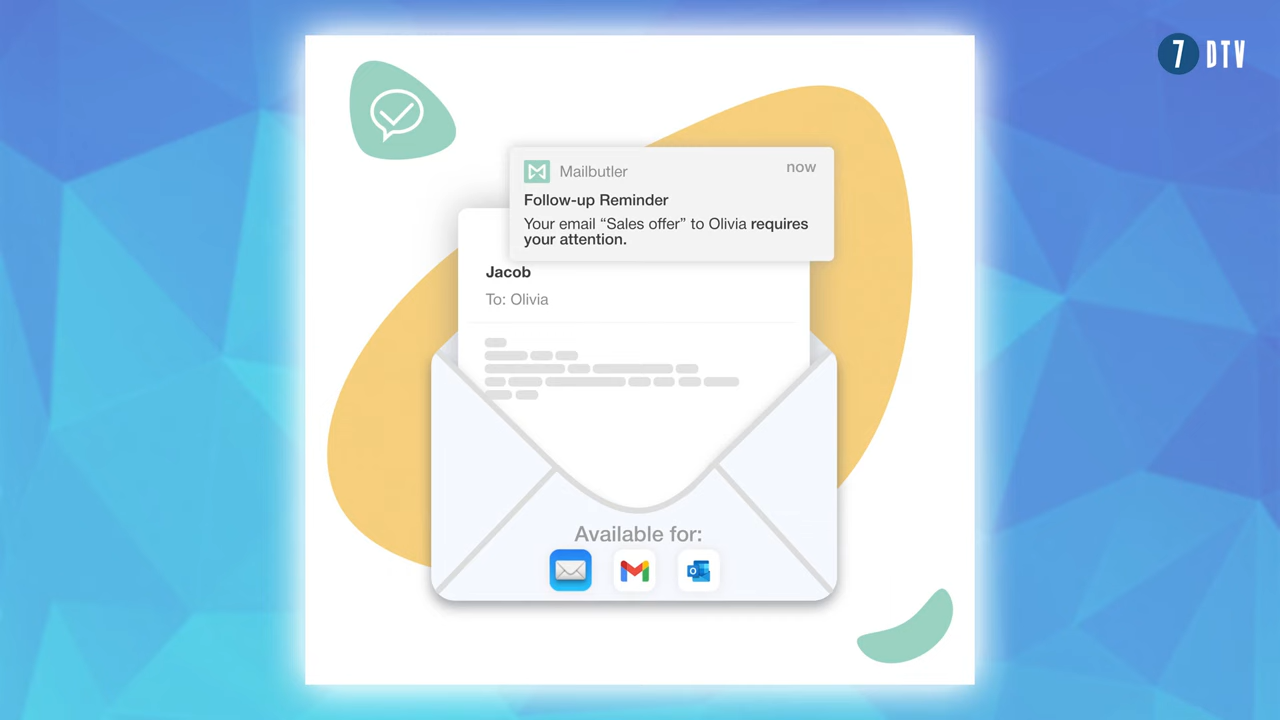 7 DTV
Mailbutler
now
Follow-up Reminder
Your email “Sales offer” to Olivia requires
your attention.
Jacob
To: Olivia
Available for: